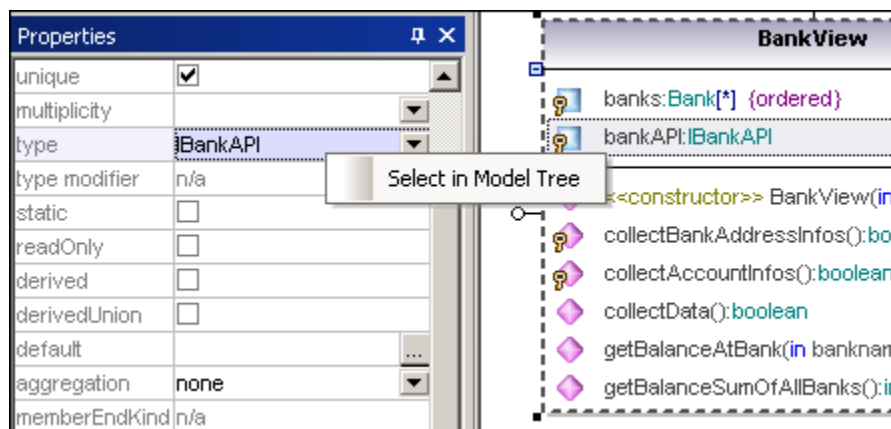 Properties
unique
multiplicity
type IBankAPI
type modifier n/a
static
readOnly
derived
derivedUnion
default ...
aggregation none
memberEndKind n/a
Select in Model Tree
BankView
banks:Bank[*] {ordered}
bankAPI:IBankAPI
<<constructor>> BankView(in
collectBankAddressInfos():bo
collectAccountInfos():boolean
collectData():boolean
getBalanceAtBank(in banknam
getBalanceSumOfAllBanks():in